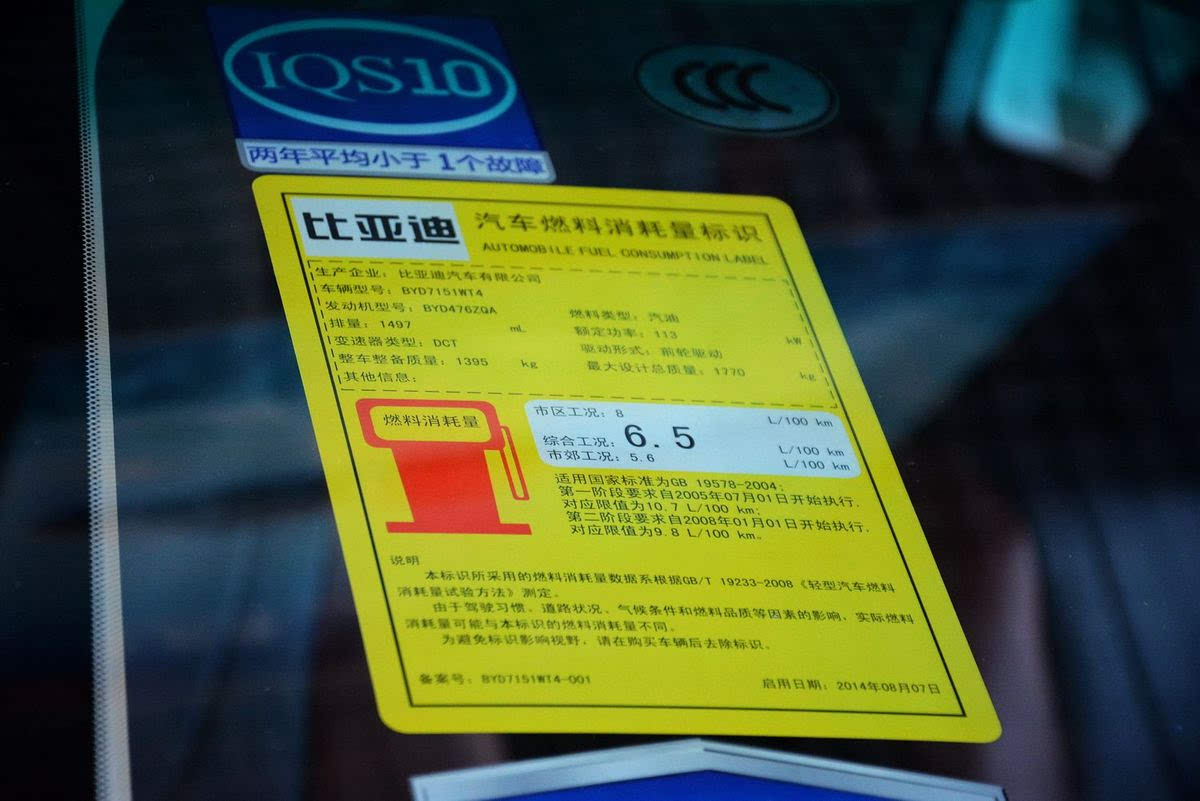 IQS10
两年平均小于1个故障
CCC
比亚迪 汽车燃料消耗量标识
AUTOMOBILE FUEL CONSUMPTION LABEL
生产企业：比亚迪汽车有限公司
车辆型号：BYD7151WT4
发动机型号：BYD476ZQA 燃料类型：汽油
排量：1497 mL 额定功率：113 kW
变速器类型：DCT 驱动形式：前轮驱动
整车整备质量：1395 kg 最大设计总质量：1770 kg
其他信息：
燃料消耗量
市区工况：8 L/100 km
综合工况：6.5 L/100 km
市郊工况：5.6 L/100 km
适用国家标准为GB 19578-2004；
第一阶段要求自2005年07月01日开始执行，
对应限值为10.7 L/100 km；
第二阶段要求自2008年01月01日开始执行，
对应限值为9.8 L/100 km。
说明
本标识所采用的燃料消耗量数据系根据GB/T 19233-2008《轻型汽车燃料
消耗量试验方法》测定。
由于驾驶习惯、道路状况、气候条件和燃料品质等因素的影响，实际燃料
消耗量可能与本标识的燃料消耗量不同。
为避免标识影响视野，请在购买车辆后去除标识。
备案号：BYD7151WT4-001 启用日期：2014年08月07日